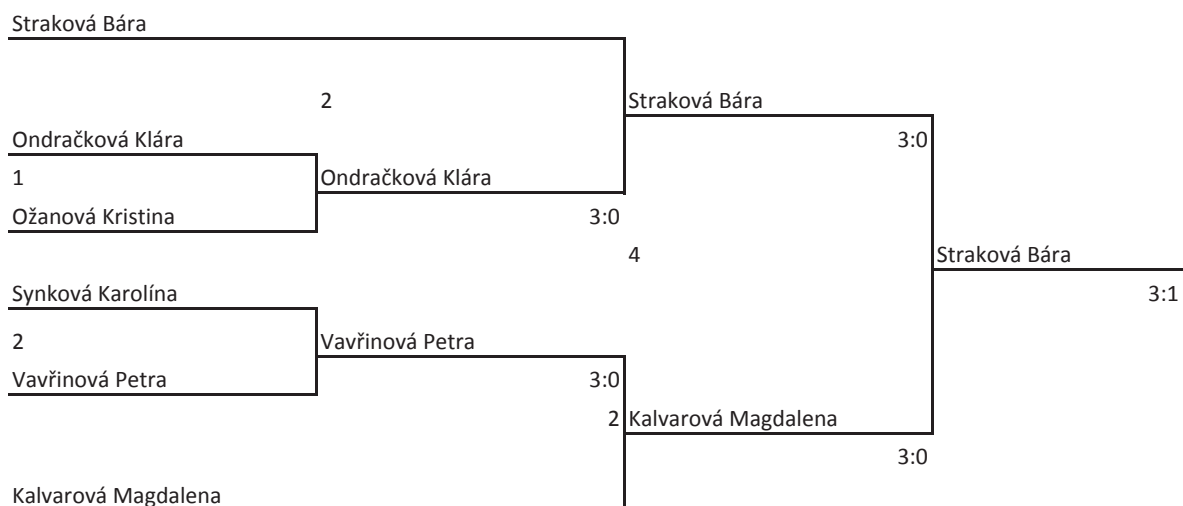 Straková Bára
2 Straková Bára
Ondračková Klára 3:0
1 Ondračková Klára
Ožanová Kristina 3:0
4 Straková Bára
Synková Karolína 3:1
2 Vavřinová Petra
Vavřinová Petra 3:0
2 Kalvarová Magdalena
3:0
Kalvarová Magdalena